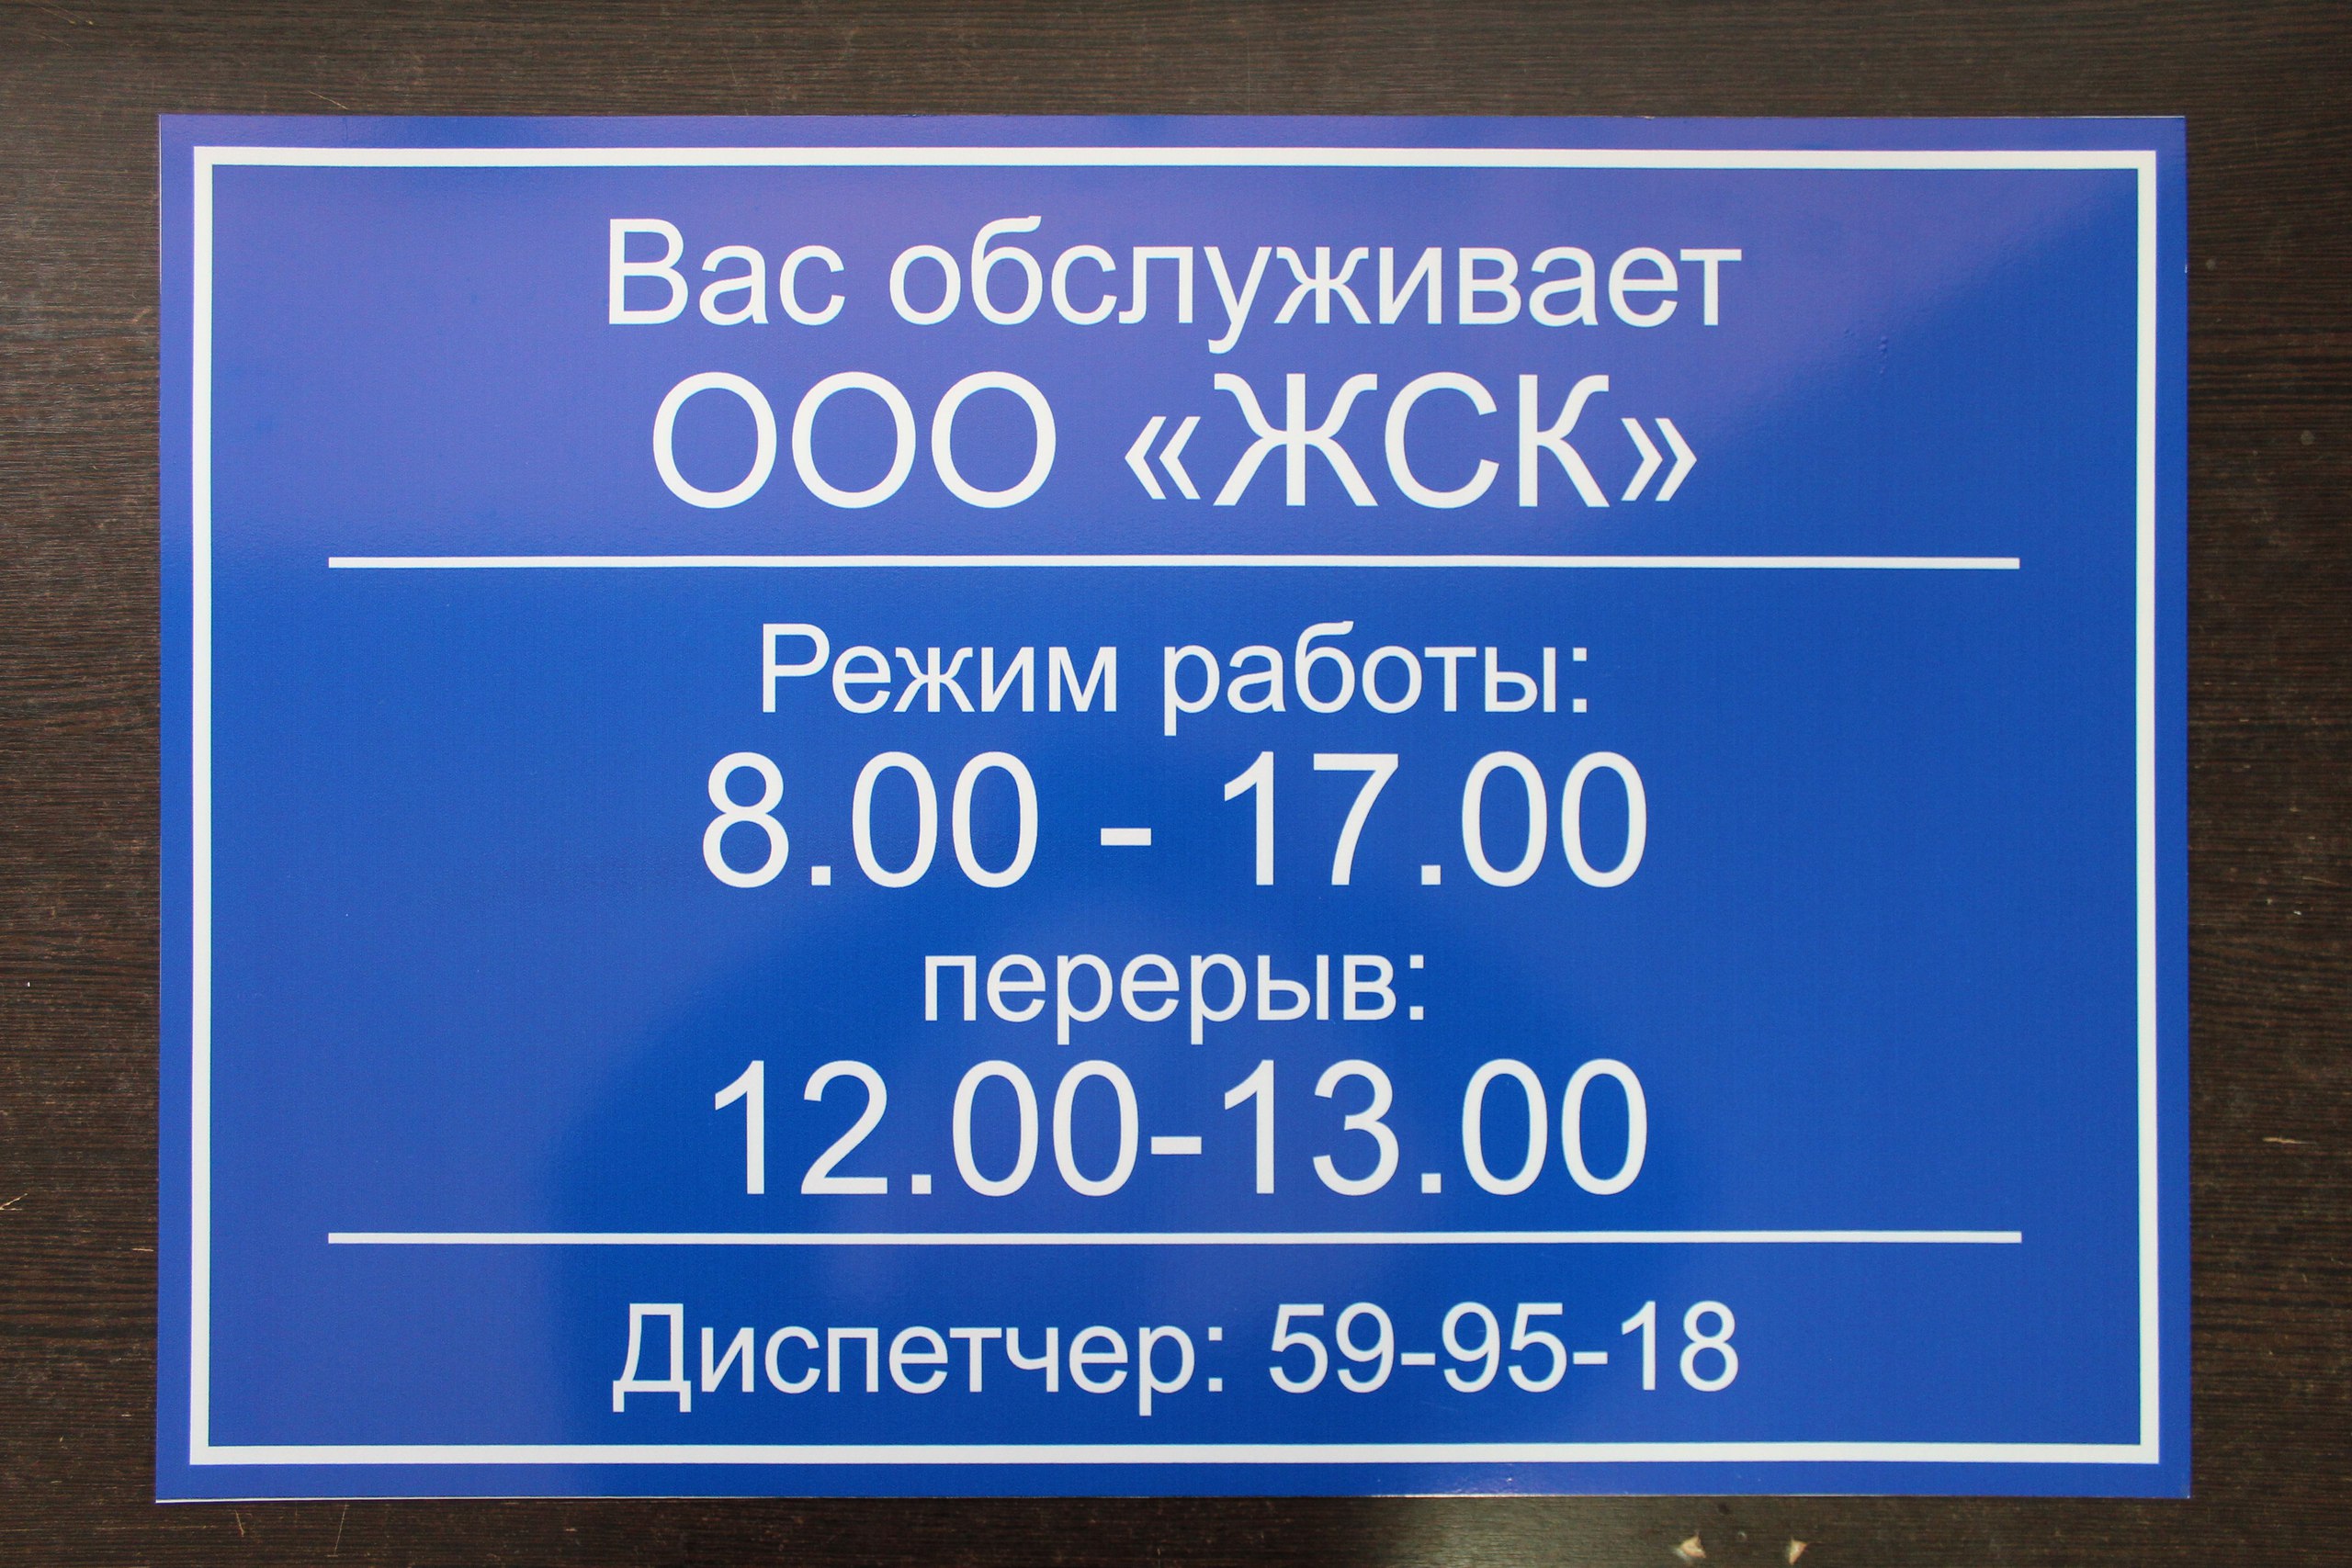 Вас обслуживает
ООО «ЖСК»
Режим работы:
8.00 - 17.00
перерыв:
12.00-13.00
Диспетчер: 59-95-18